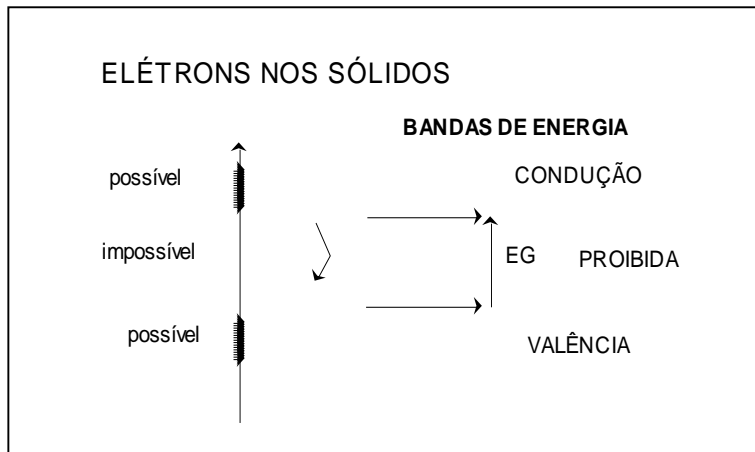 ELÉTRONS NOS SÓLIDOS
BANDAS DE ENERGIA
possível
CONDUÇÃO
impossível
EG
PROIBIDA
possível
VALÊNCIA